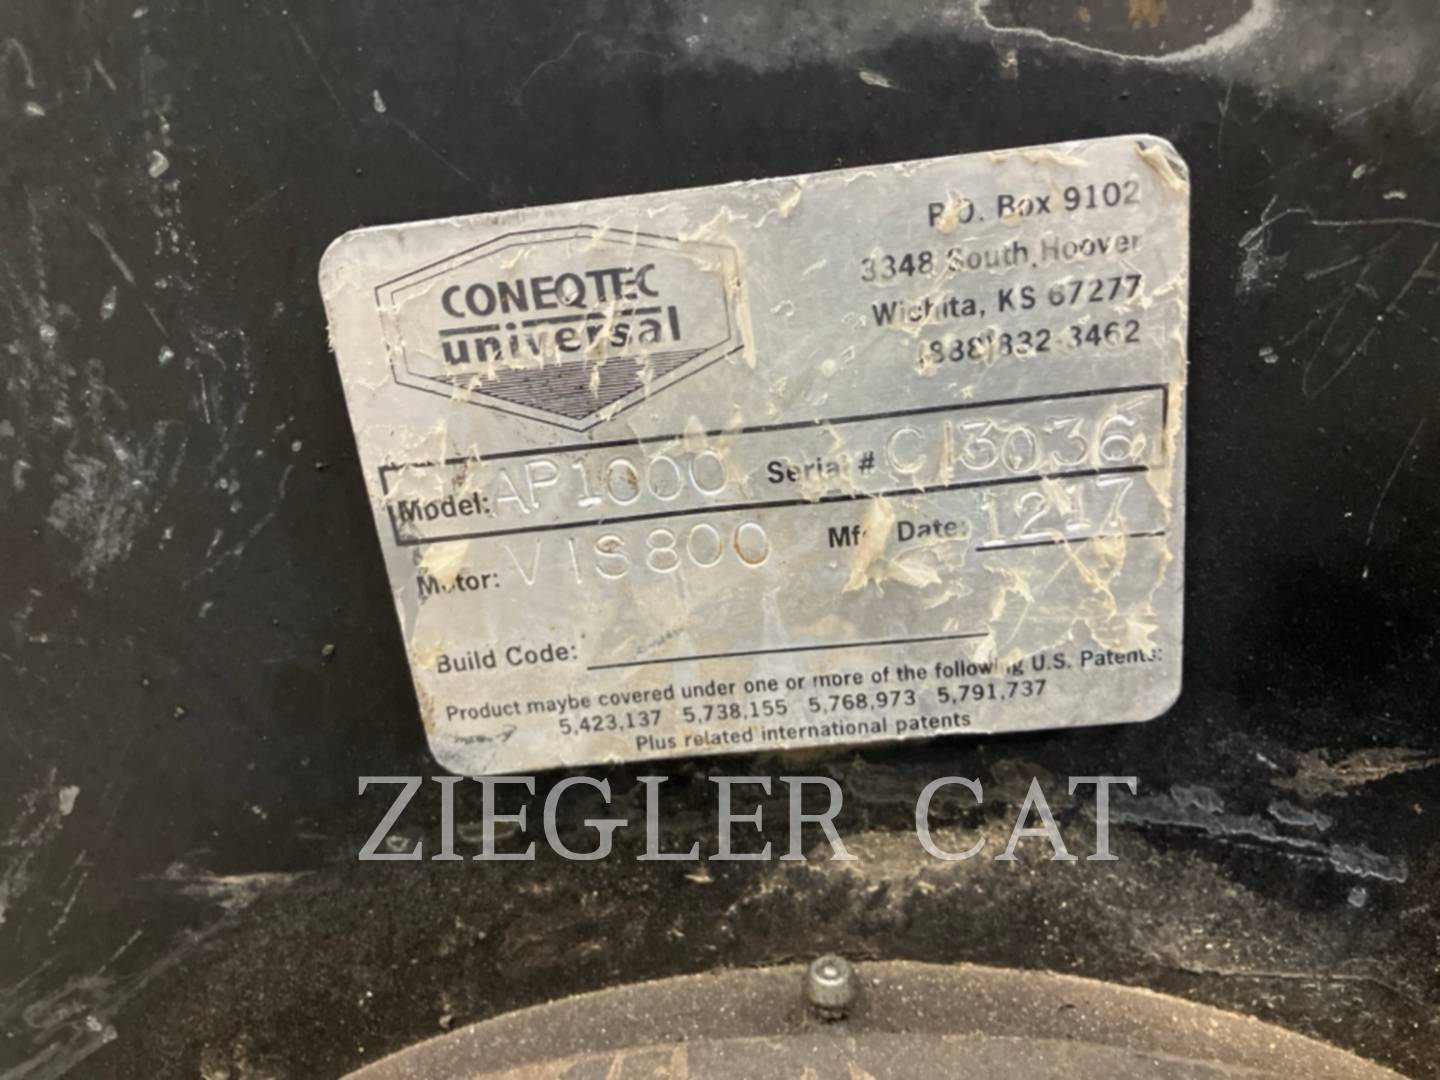 CONEQTEC
universal
P.O. Box 9102
3348 South Hoover
Wichita, KS 67277
(888)832-3462
Model: AP1000 Serial # C13036
Motor: VIS800 Mfg Date: 1217
Build Code:
Product maybe covered under one or more of the following U.S. Patents:
5,423,137 5,738,155 5,768,973 5,791,737
Plus related international patents
ZIEGLER CAT